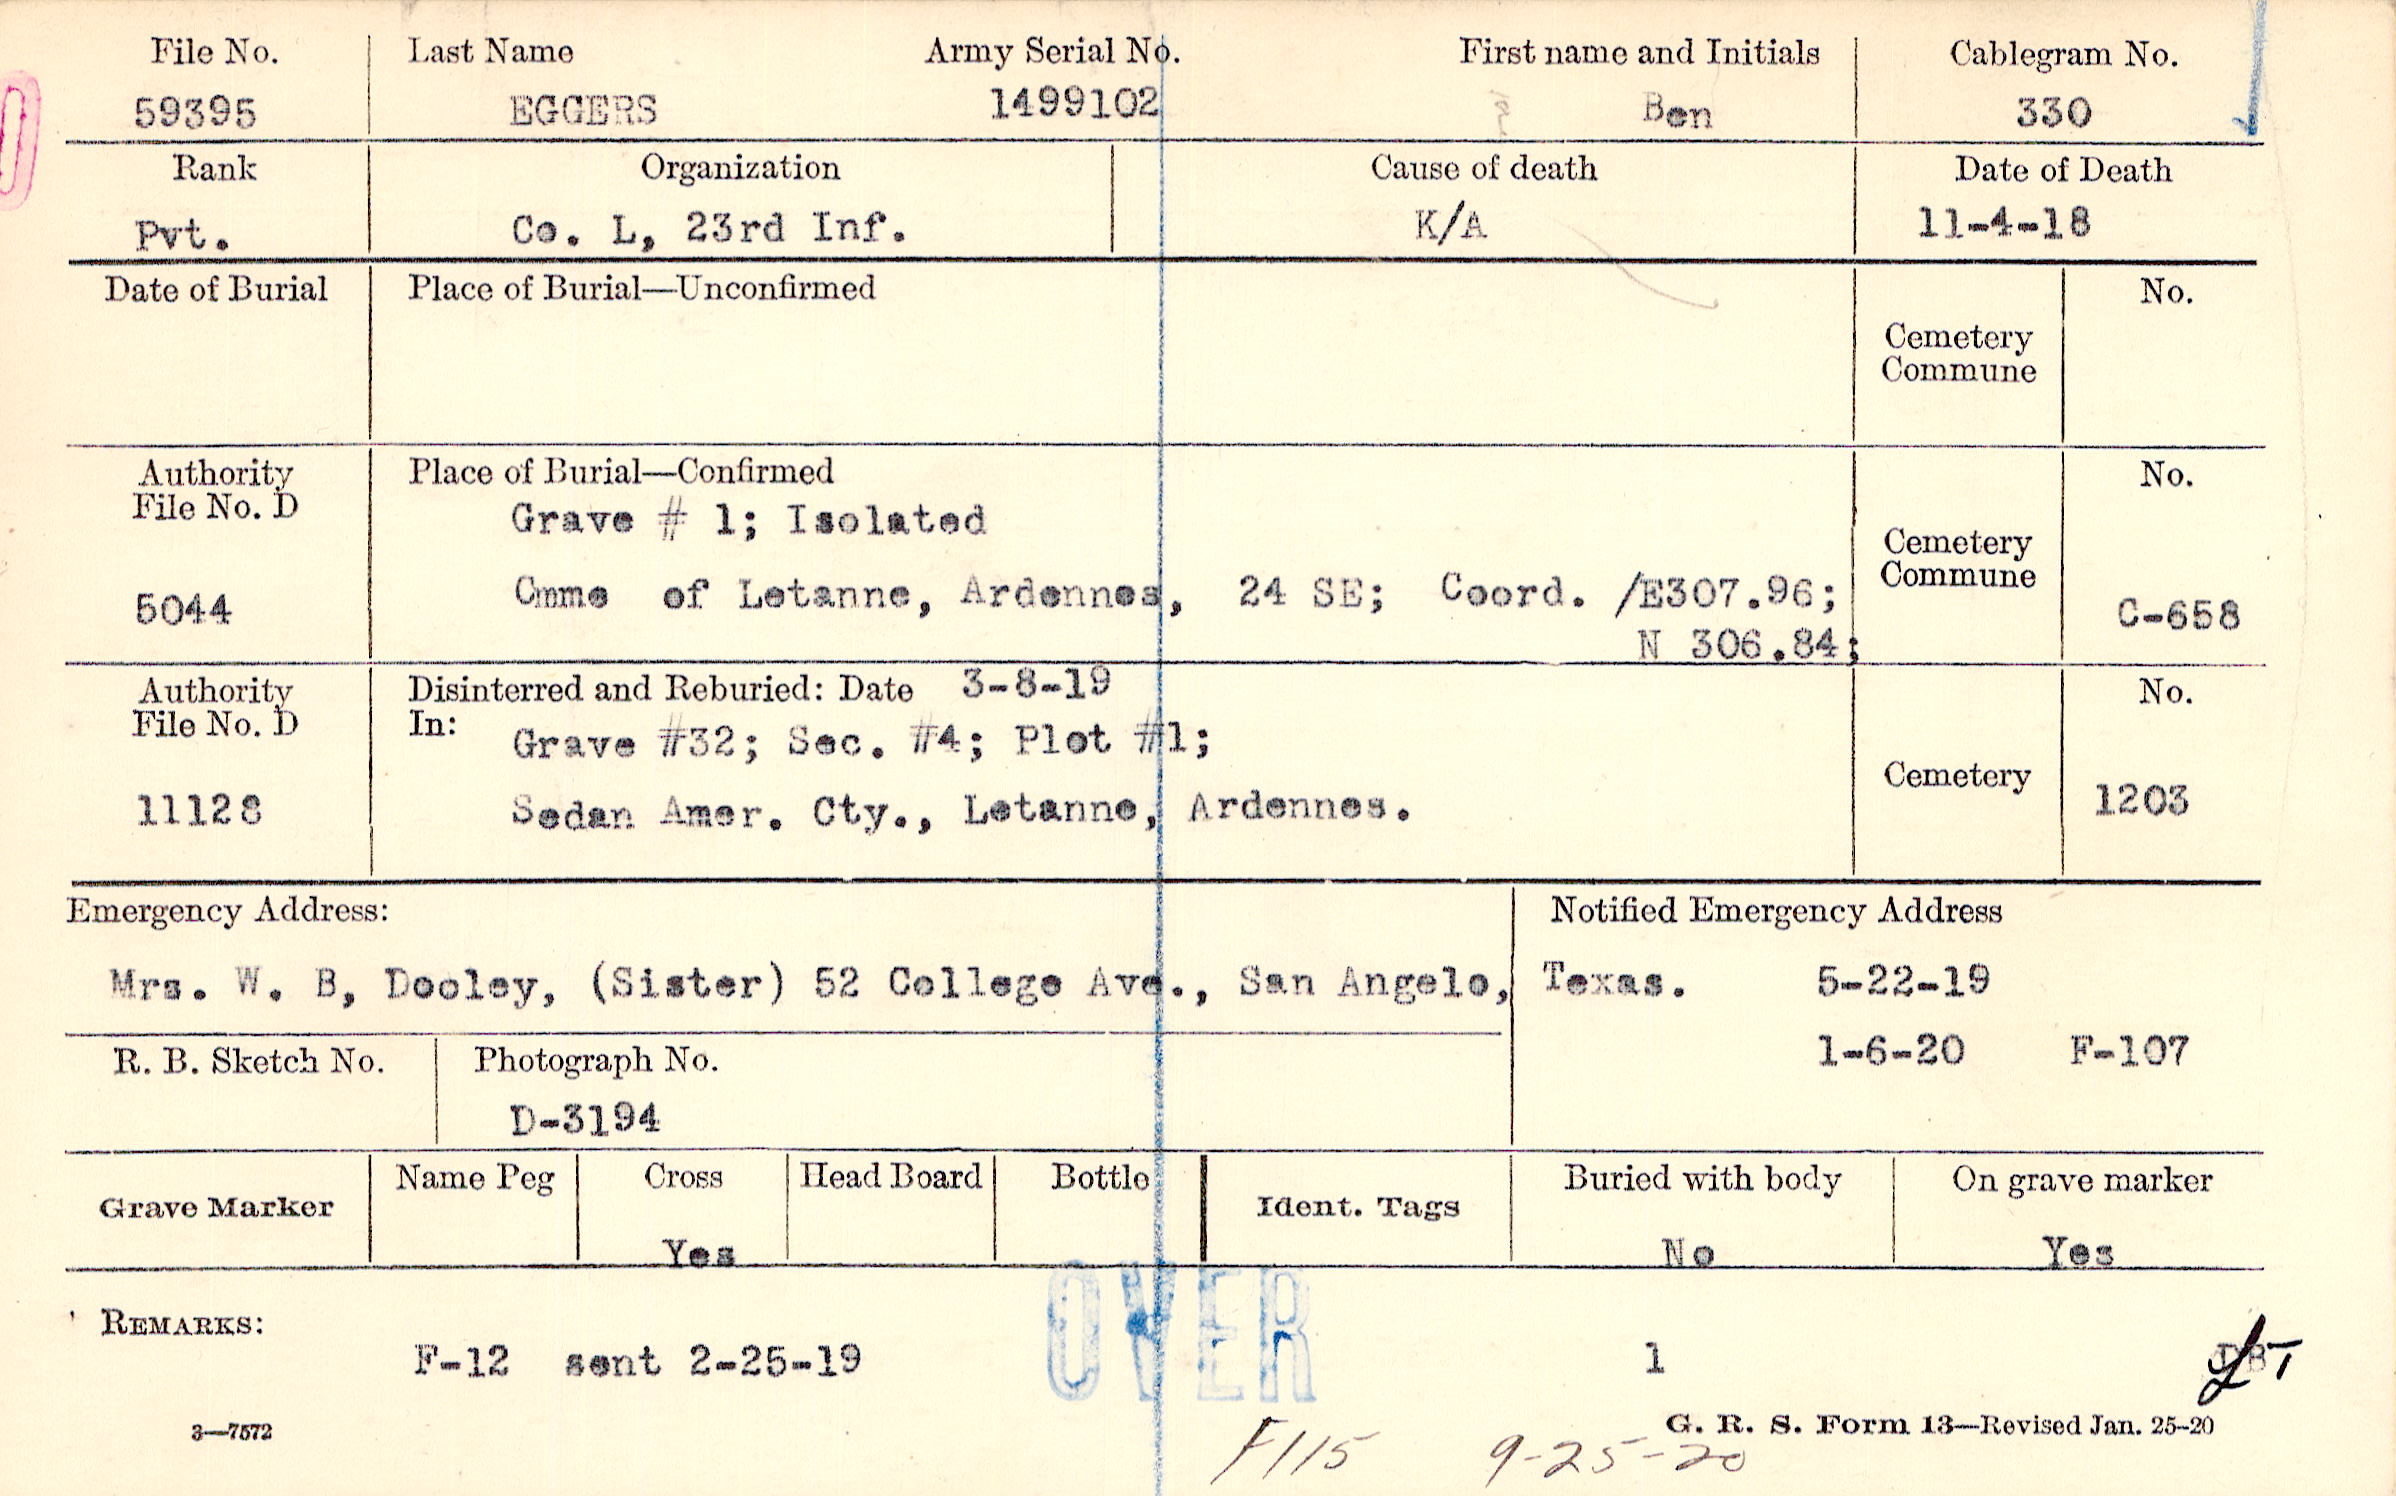 File No. Last Name Army Serial No. First name and Initials Cablegram No.
59395 EGGERS 1499102 Ben 330
Rank Organization Cause of death Date of Death
Pvt. Co. L, 23rd Inf. K/A 11-4-18
Date of Burial Place of Burial—Unconfirmed No.
Cemetery
Commune
Authority Place of Burial—Confirmed No.
File No. D
Grave # 1; Isolated
Cemetery
Commune
5044 Cmme of Letanne, Ardennes, 24 SE; Coord. /E307.96; C-658
N 306.84;
Authority Disinterred and Reburied: Date 3-8-19 No.
File No. D In:
Grave #32; Sec. #4; Plot #1;
Cemetery
11128 Sedan Amer. Cty., Letanne, Ardennes. 1203
Emergency Address: Notified Emergency Address
Mrs. W. B, Dooley, (Sister) 52 College Ave., San Angelo, Texas. 5-22-19
1-6-20 F-107
R. B. Sketch No. Photograph No.
D-3194
Grave Marker Name Peg Cross Head Board Bottle Ident. Tags Buried with body On grave marker
Yes No Yes
OVER
REMARKS:
F-12 sent 2-25-19 1
3—7572 G. R. S. Form 13—Revised Jan. 25-20
F115 9-25-20